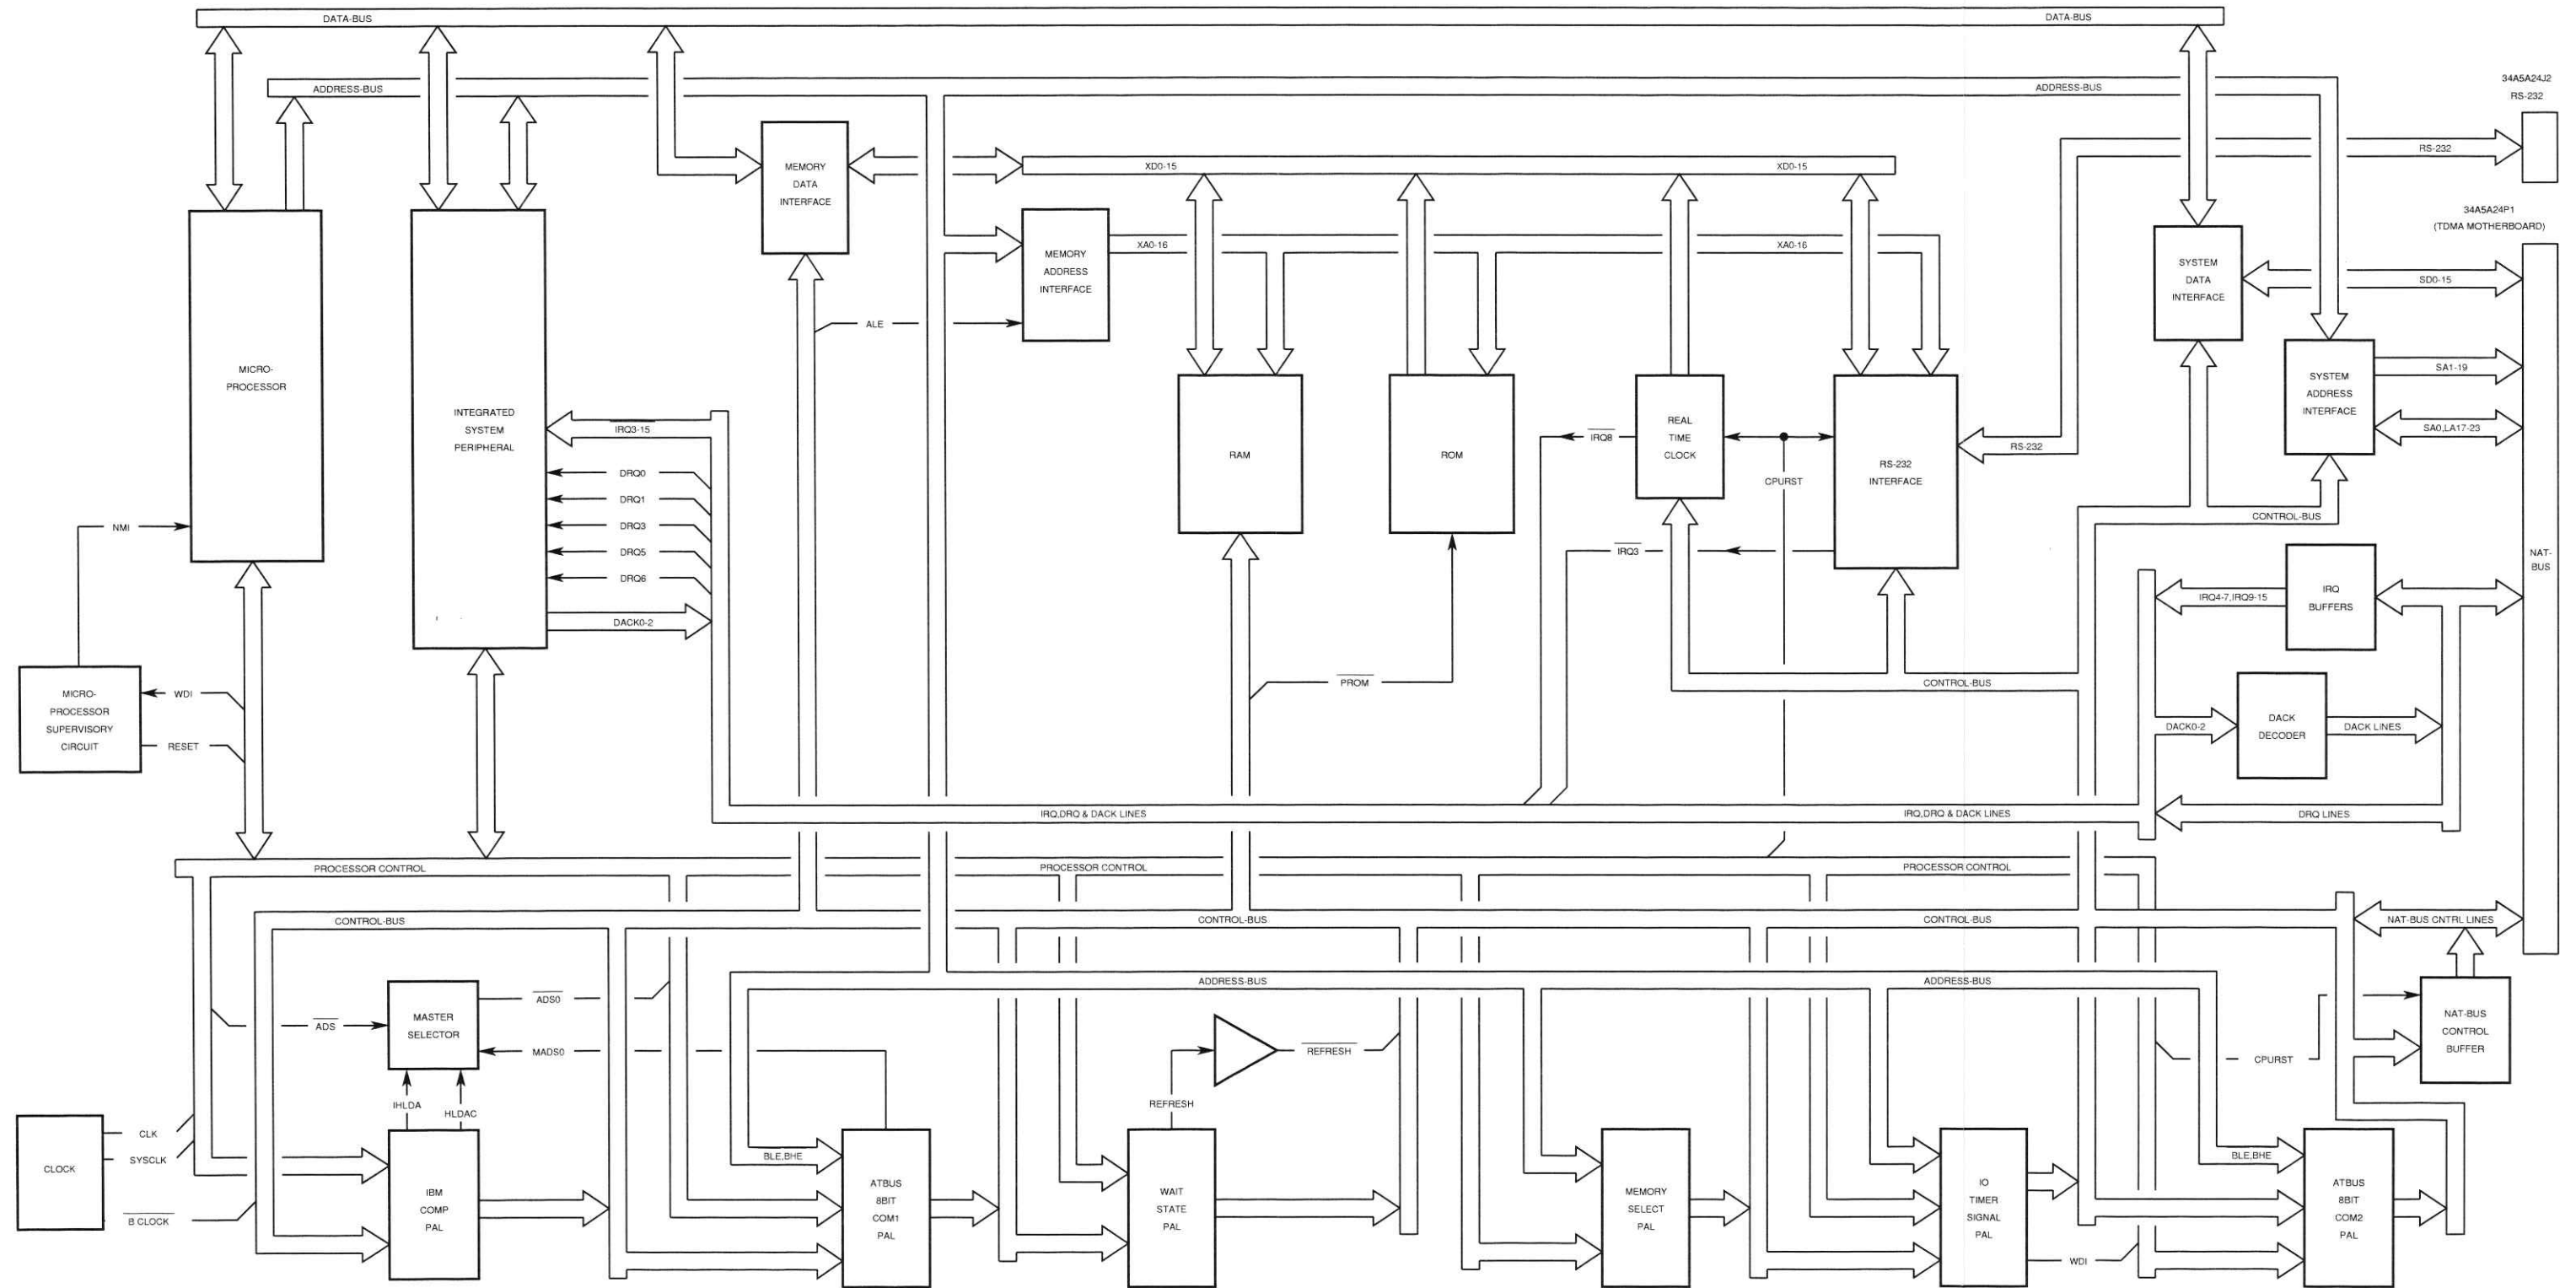 DATA-BUS
DATA-BUS
ADDRESS-BUS
ADDRESS-BUS
34A5A24J2
RS-232
RS-232
MEMORY
DATA
INTERFACE
XD0-15
XD0-15
34A5A24P1
(TDMA MOTHERBOARD)
MEMORY
ADDRESS
INTERFACE
XA0-16
XA0-16
SYSTEM
DATA
INTERFACE
SD0-15
ALE
MICRO-
PROCESSOR
SYSTEM
ADDRESS
INTERFACE
SA1-19
SA0,LA17-23
INTEGRATED
SYSTEM
PERIPHERAL
IRQ3-15
DRQ0
DRQ1
DRQ3
DRQ5
DRQ6
DACK0-2
RAM
ROM
IRQ8
REAL
TIME
CLOCK
CPURST
RS-232
INTERFACE
RS-232
NMI
CONTROL-BUS
IRQ3
NAT-
BUS
IRQ4-7,IRQ9-15
IRQ
BUFFERS
MICRO-
PROCESSOR
SUPERVISORY
CIRCUIT
WDI
RESET
PROM
CONTROL-BUS
DACK0-2
DACK
DECODER
DACK LINES
IRQ,DRQ & DACK LINES
IRQ,DRQ & DACK LINES
DRQ LINES
PROCESSOR CONTROL
PROCESSOR CONTROL
PROCESSOR CONTROL
CONTROL-BUS
CONTROL-BUS
CONTROL-BUS
NAT-BUS CNTRL LINES
ADDRESS-BUS
ADDRESS-BUS
ADS
MASTER
SELECTOR
ADS0
MADS0
REFRESH
CPURST
NAT-BUS
CONTROL
BUFFER
IHLDA
HLDAC
REFRESH
CLOCK
CLK
SYSCLK
B CLOCK
IBM
COMP
PAL
BLE,BHE
ATBUS
8BIT
COM1
PAL
WAIT
STATE
PAL
MEMORY
SELECT
PAL
IO
TIMER
SIGNAL
PAL
WDI
BLE,BHE
ATBUS
8BIT
COM2
PAL